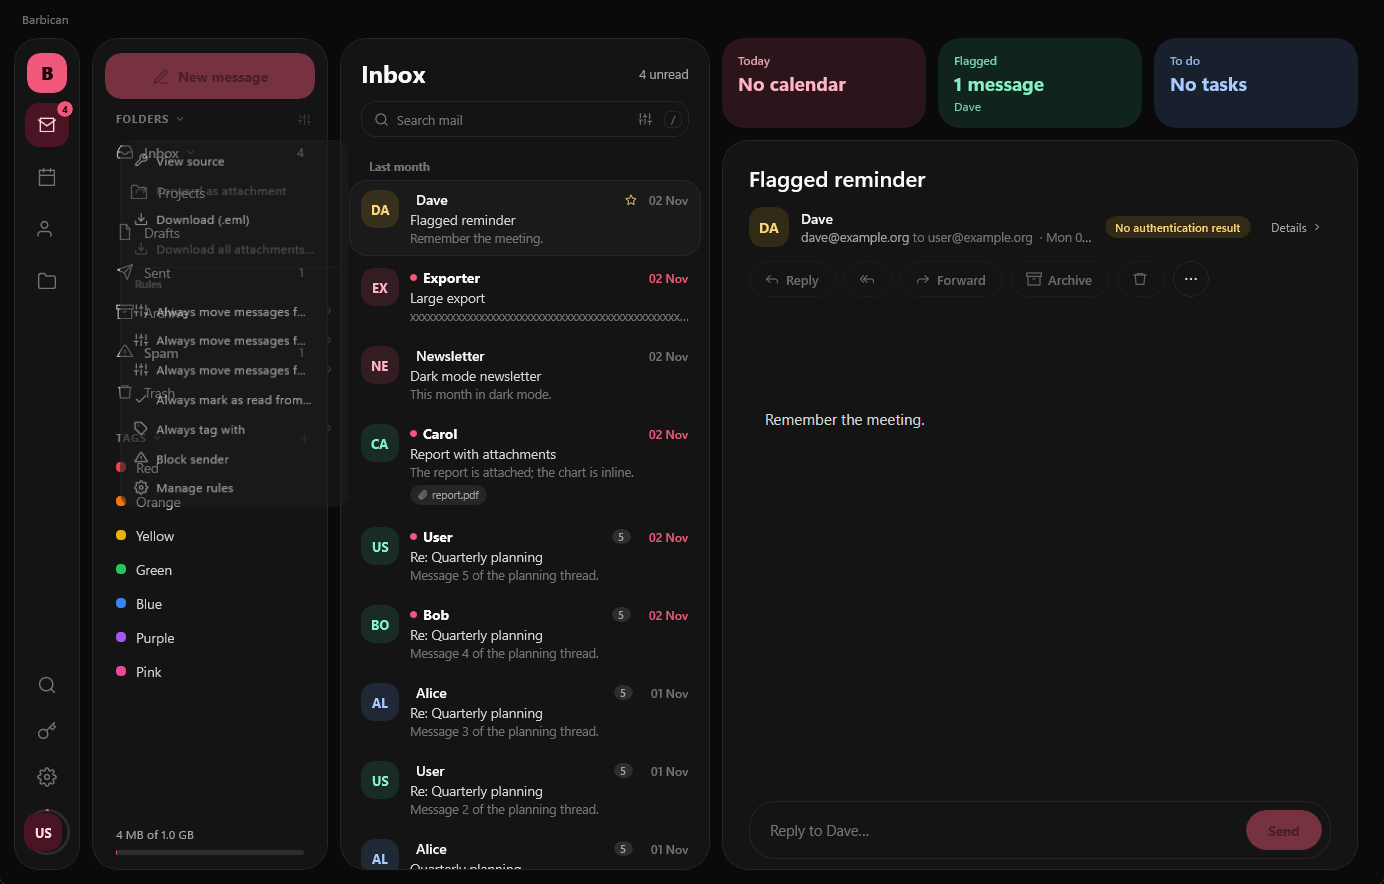 Barbican
B
4
US
New message
FOLDERS
Inbox 4
View source
Projects
Forward as attachment
Download (.eml)
Drafts
Download all attachments...
Sent 1
Rules
Archive
Always move messages f...
Always move messages f...
Spam 1
Always move messages f...
Trash
Always mark as read from...
Always tag with
TAGS
Block sender
Red
Manage rules
Orange
Yellow
Green
Blue
Purple
Pink
4 MB of 1.0 GB
Inbox
4 unread
Search mail /
Last month
DA
Dave 02 Nov
Flagged reminder
Remember the meeting.
EX
Exporter 02 Nov
Large export
NE
Newsletter 02 Nov
Dark mode newsletter
This month in dark mode.
CA
Carol 02 Nov
Report with attachments
The report is attached; the chart is inline.
report.pdf
US
User 5 02 Nov
Re: Quarterly planning
Message 5 of the planning thread.
BO
Bob 5 02 Nov
Re: Quarterly planning
Message 4 of the planning thread.
AL
Alice 5 01 Nov
Re: Quarterly planning
Message 3 of the planning thread.
US
User 5 01 Nov
Re: Quarterly planning
Message 2 of the planning thread.
AL
Alice 5 01 Nov
Quarterly planning
Today
No calendar
Flagged
1 message
Dave
To do
No tasks
Flagged reminder
DA
Dave
dave@example.org to user@example.org · Mon 0...
No authentication result
Details
Reply
Forward
Archive
Remember the meeting.
Reply to Dave...
Send